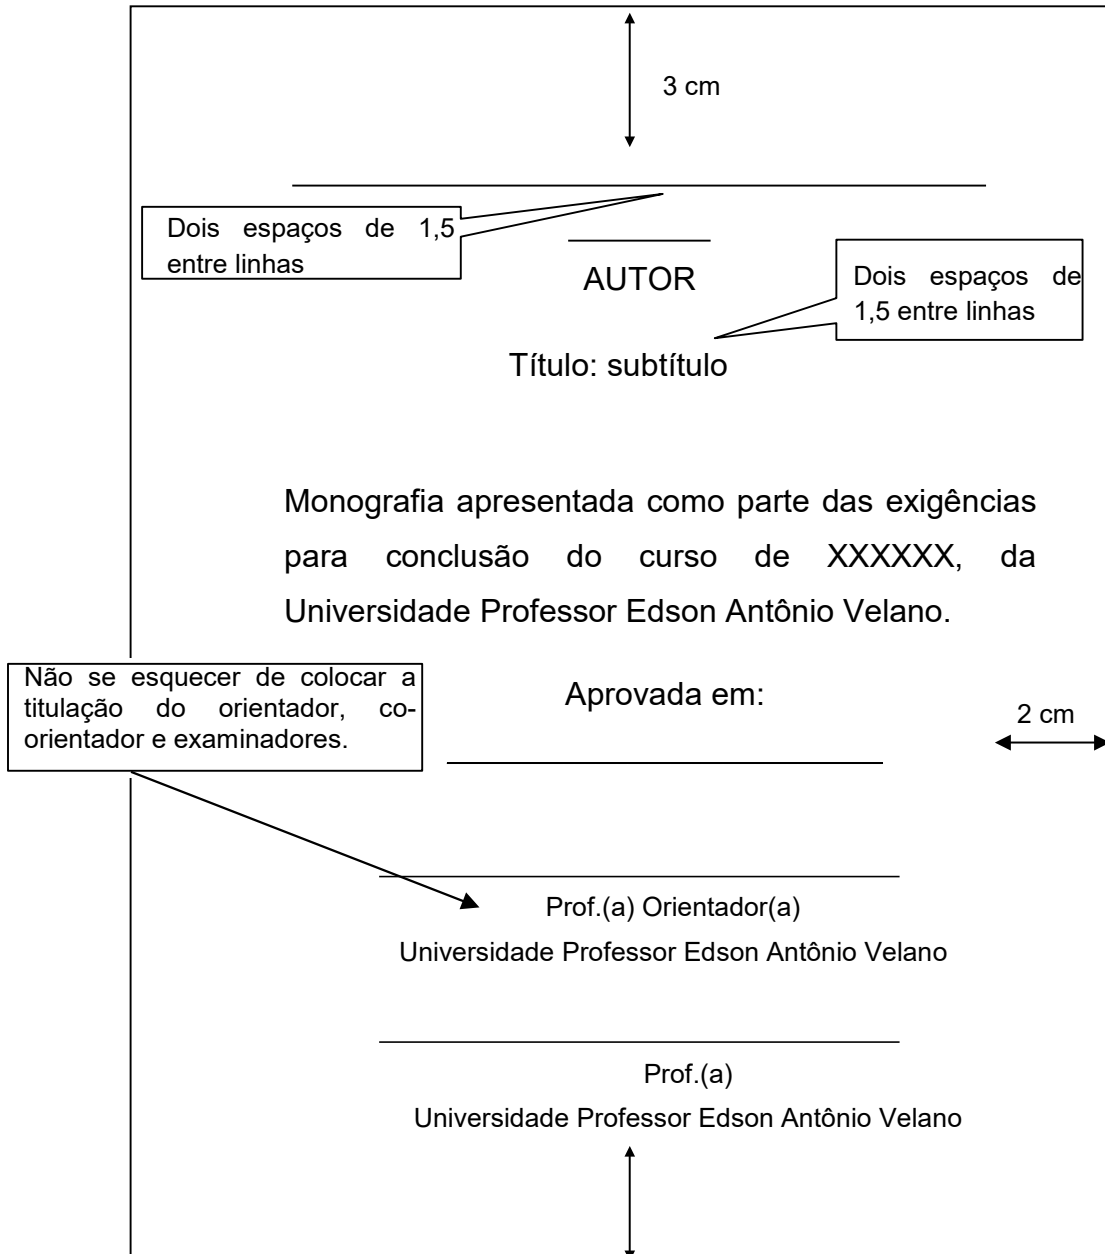 3 cm
Dois espaços de 1,5
entre linhas
AUTOR
Dois espaços de
1,5 entre linhas
Título: subtítulo
Monografia apresentada como parte das exigências
para conclusão do curso de XXXXXX, da
Universidade Professor Edson Antônio Velano.
Não se esquecer de colocar a
titulação do orientador, co-
orientador e examinadores.
Aprovada em:
2 cm
Prof.(a) Orientador(a)
Universidade Professor Edson Antônio Velano
Prof.(a)
Universidade Professor Edson Antônio Velano